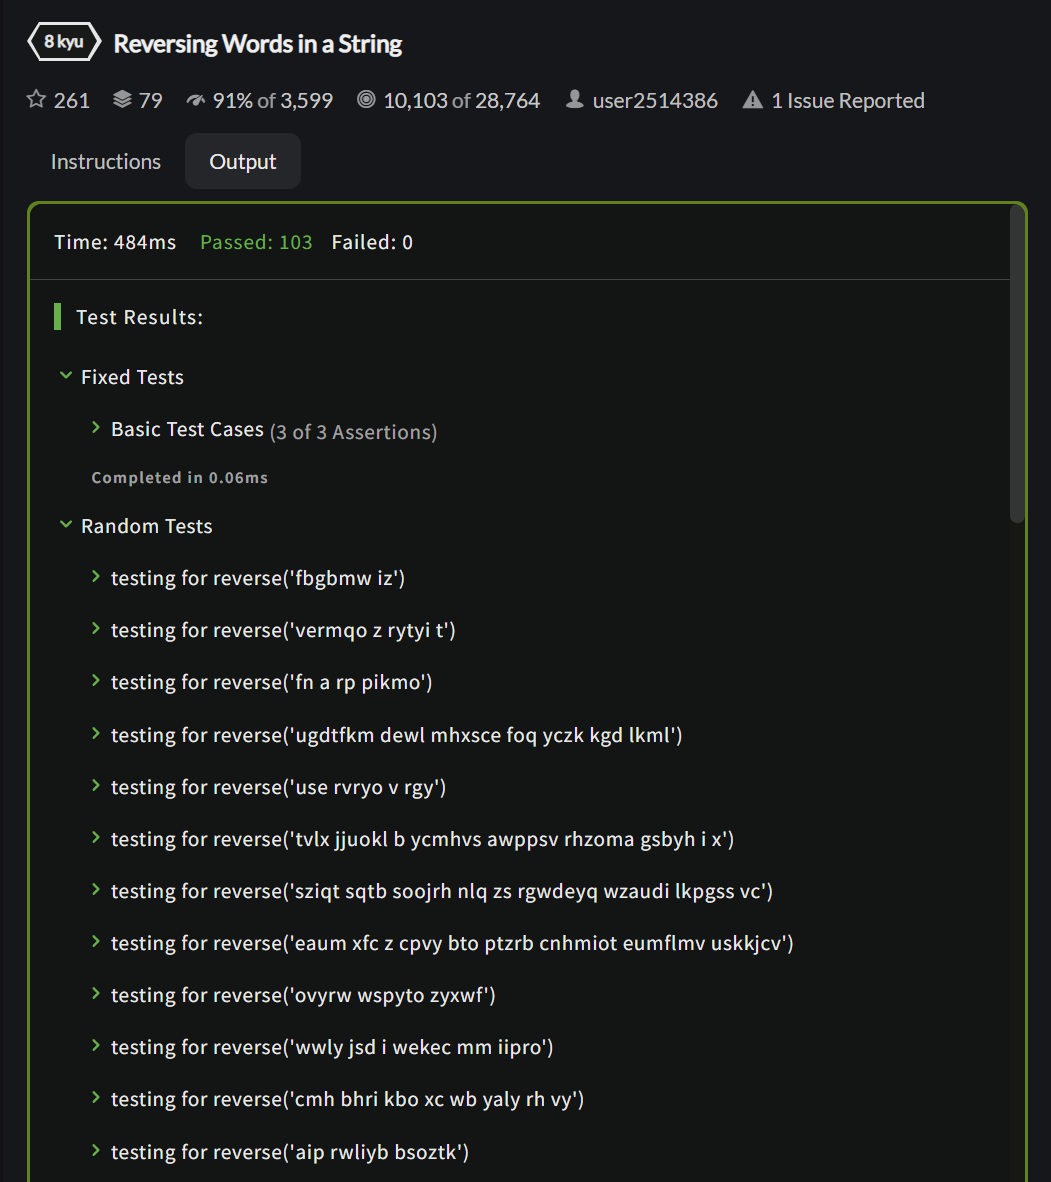 8 kyu Reversing Words in a String
261 79 91% of 3,599 10,103 of 28,764 user2514386 1 Issue Reported
Instructions Output
Time: 484ms Passed: 103 Failed: 0
Test Results:
Fixed Tests
Basic Test Cases (3 of 3 Assertions)
Completed in 0.06ms
Random Tests
testing for reverse('fbgbmw iz')
testing for reverse('vermqo z rytyi t')
testing for reverse('fn a rp pikmo')
testing for reverse('ugdtfkm dewl mhxsce foq yczk kgd lkml')
testing for reverse('use rvryo v rgy')
testing for reverse('tvlx jjuokl b ycmhvs awppsv rhzoma gsbyh i x')
testing for reverse('sziqt sqtb soojrh nlq zs rgwdeyq wzaudi lkpgss vc')
testing for reverse('eaum xfc z cpvy bto ptzrb cnhmiot eumflmv uskkjcv')
testing for reverse('ovyrw wspyto zyxwf')
testing for reverse('wwly jsd i wekec mm iipro')
testing for reverse('cmh bhri kbo xc wb yaly rh vy')
testing for reverse('aip rwliyb bsoztk')